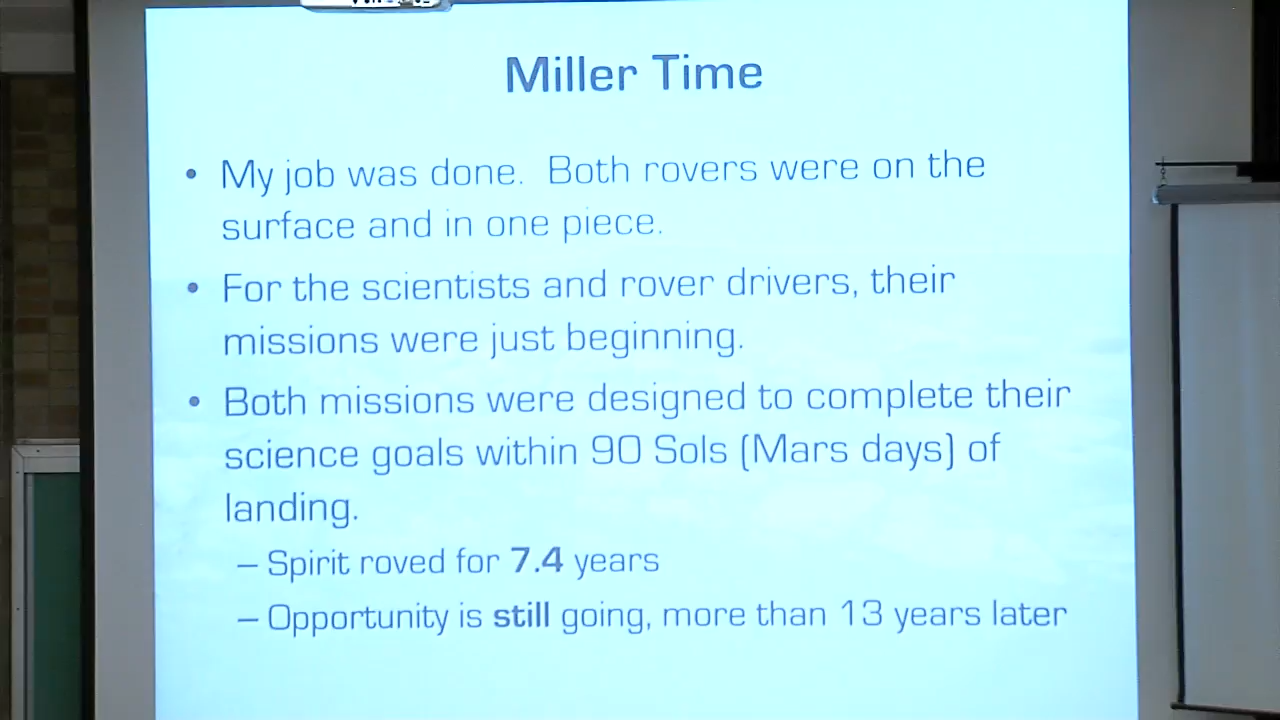 Miller Time
• My job was done. Both rovers were on the
surface and in one piece.
• For the scientists and rover drivers, their
missions were just beginning.
• Both missions were designed to complete their
science goals within 90 Sols (Mars days) of
landing.
– Spirit roved for 7.4 years
– Opportunity is still going, more than 13 years later